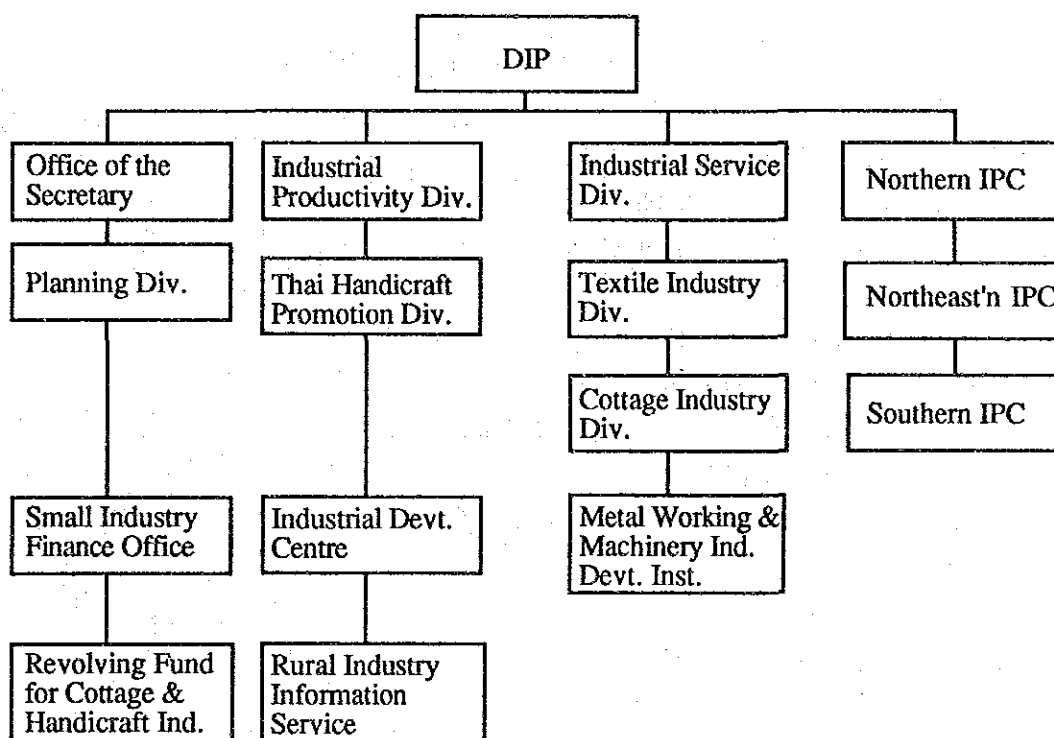 DIP
Office of the
Secretary
Planning Div.
Small Industry
Finance Office
Revolving Fund
for Cottage &
Handicraft Ind.
Industrial
Productivity Div.
Thai Handicraft
Promotion Div.
Industrial Devt.
Centre
Rural Industry
Information
Service
Industrial Service
Div.
Textile Industry
Div.
Cottage Industry
Div.
Metal Working &
Machinery Ind.
Devt. Inst.
Northern IPC
Northeast'n IPC
Southern IPC